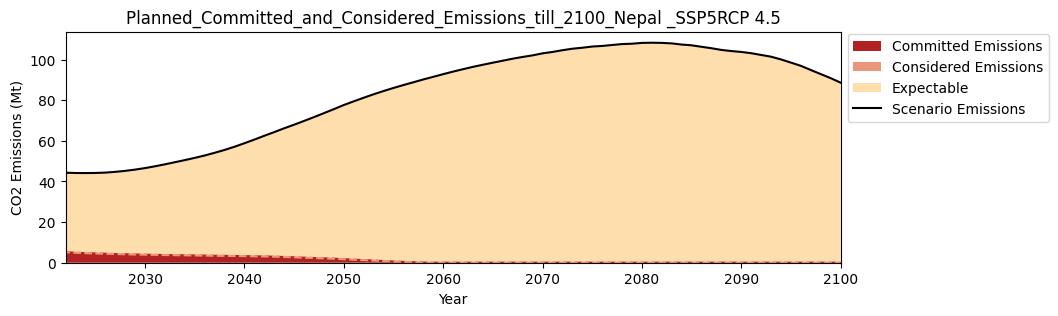 Planned_Committed_and_Considered_Emissions_till_2100_Nepal _SSP5RCP 4.5
CO2 Emissions (Mt)
100
80
60
40
20
0
2030 2040 2050 2060 2070 2080 2090 2100
Year
Committed Emissions
Considered Emissions
Expectable
Scenario Emissions